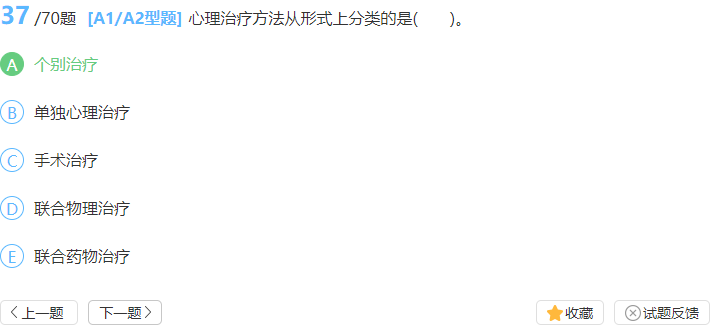 37 /70题 [A1/A2型题] 心理治疗方法从形式上分类的是(　　)。
A 个别治疗
B 单独心理治疗
C 手术治疗
D 联合物理治疗
E 联合药物治疗
上一题 下一题 收藏 试题反馈